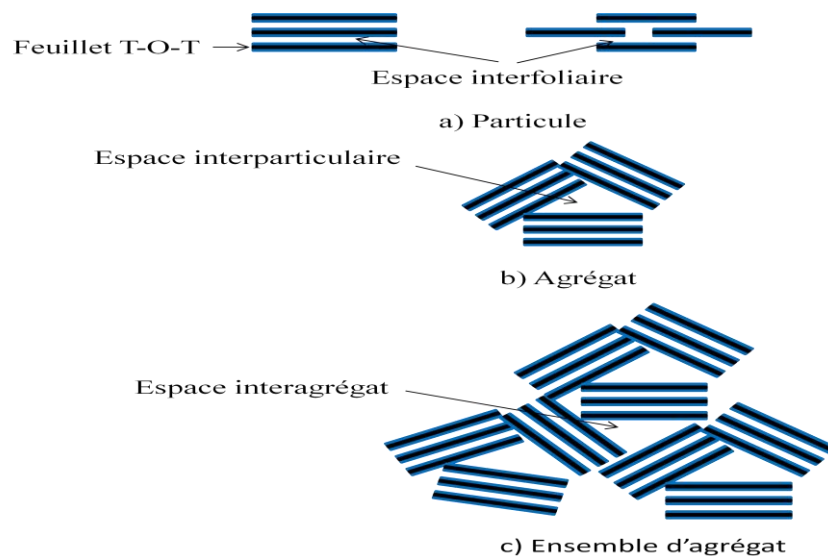 Feuillet T-O-T
Espace interfoliaire
a) Particule
Espace interparticulaire
b) Agrégat
Espace interagrégat
c) Ensemble d'agrégat